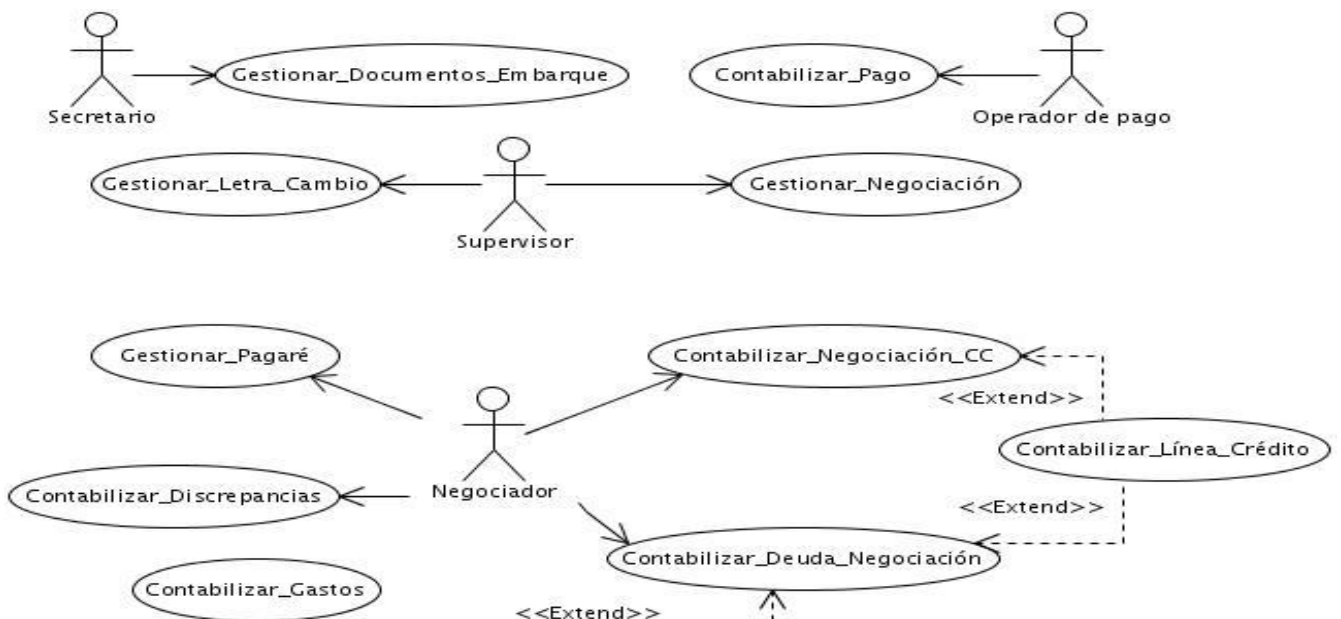 Gestionar_Documentos_Embarque
Contabilizar_Pago
Secretario
Operador de pago
Gestionar_Letra_Cambio
Gestionar_Negociación
Supervisor
Gestionar_Pagaré
Contabilizar_Negociación_CC
<<Extend>>
Contabilizar_Línea_Crédito
Negociador
Contabilizar_Discrepancias
<<Extend>>
Contabilizar_Deuda_Negociación
Contabilizar_Gastos
<<Extend>>